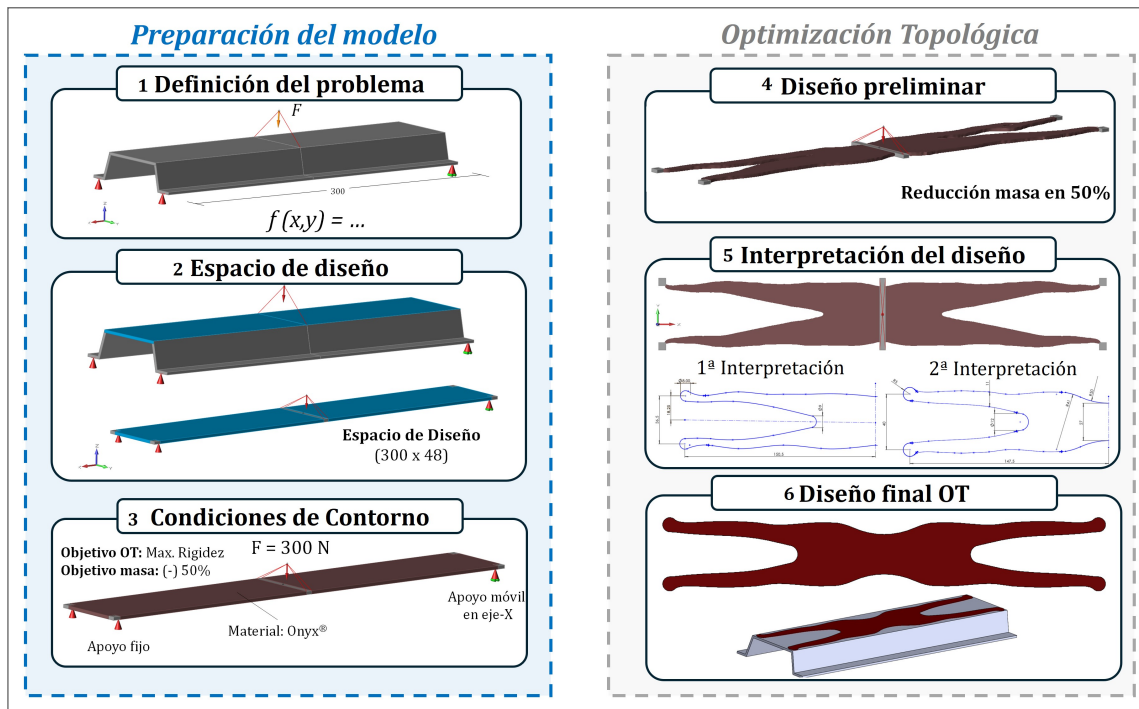 Preparación del modelo
1 Definición del problema
F
300
f (x,y) = ...
2 Espacio de diseño
Espacio de Diseño
(300 x 48)
3 Condiciones de Contorno
Objetivo OT: Max. Rigidez
Objetivo masa: (-) 50%
F = 300 N
Apoyo móvil
en eje-X
Material: Onyx®
Apoyo fijo
Optimización Topológica
4 Diseño preliminar
Reducción masa en 50%
5 Interpretación del diseño
1ª Interpretación
2ª Interpretación
147,5
6 Diseño final OT